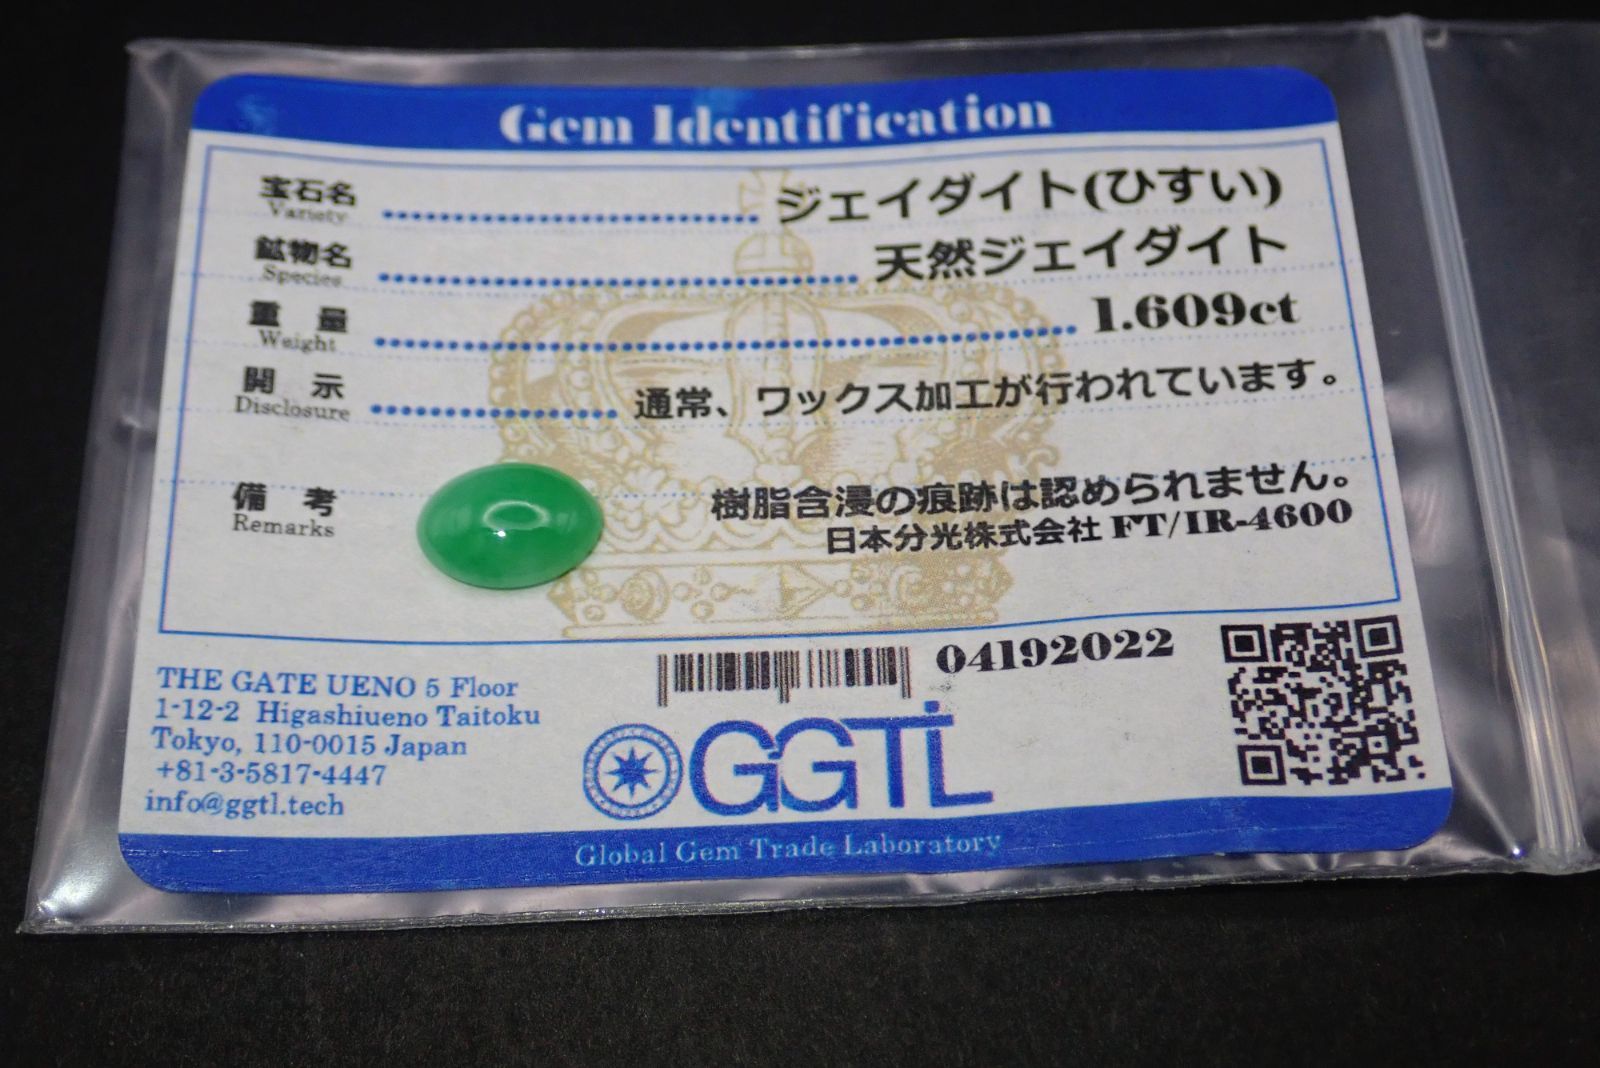 Gem Identification
宝石名 ジェイダイト(ひすい)
Variety
鉱物名 天然ジェイダイト
Species
重量 1.609ct
Weight
開示 通常、ワックス加工が行われています。
Disclosure
備考 樹脂含浸の痕跡は認められません。
Remarks 日本分光株式会社 FT/IR-4600
04192022
THE GATE UENO 5 Floor
1-12-2 Higashiueno Taitoku
Tokyo, 110-0015 Japan
+81-3-5817-4447
info@ggtl.tech
GGTL
Global Gem Trade Laboratory